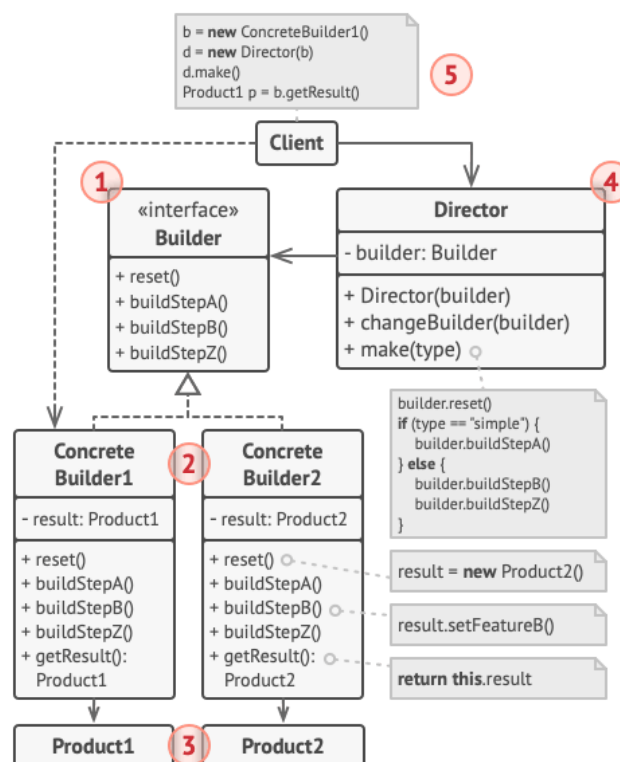 b = new ConcreteBuilder1()
d = new Director(b)
d.make()
Product1 p = b.getResult()
5
Client
1
«interface»
Builder
+ reset()
+ buildStepA()
+ buildStepB()
+ buildStepZ()
4
Director
- builder: Builder
+ Director(builder)
+ changeBuilder(builder)
+ make(type)
builder.reset()
if (type == "simple") {
builder.buildStepA()
} else {
builder.buildStepB()
builder.buildStepZ()
}
Concrete
Builder1
- result: Product1
+ reset()
+ buildStepA()
+ buildStepB()
+ buildStepZ()
+ getResult():
Product1
2
Concrete
Builder2
- result: Product2
+ reset()
+ buildStepA()
+ buildStepB()
+ buildStepZ()
+ getResult():
Product2
result = new Product2()
result.setFeatureB()
return this.result
Product1
3
Product2